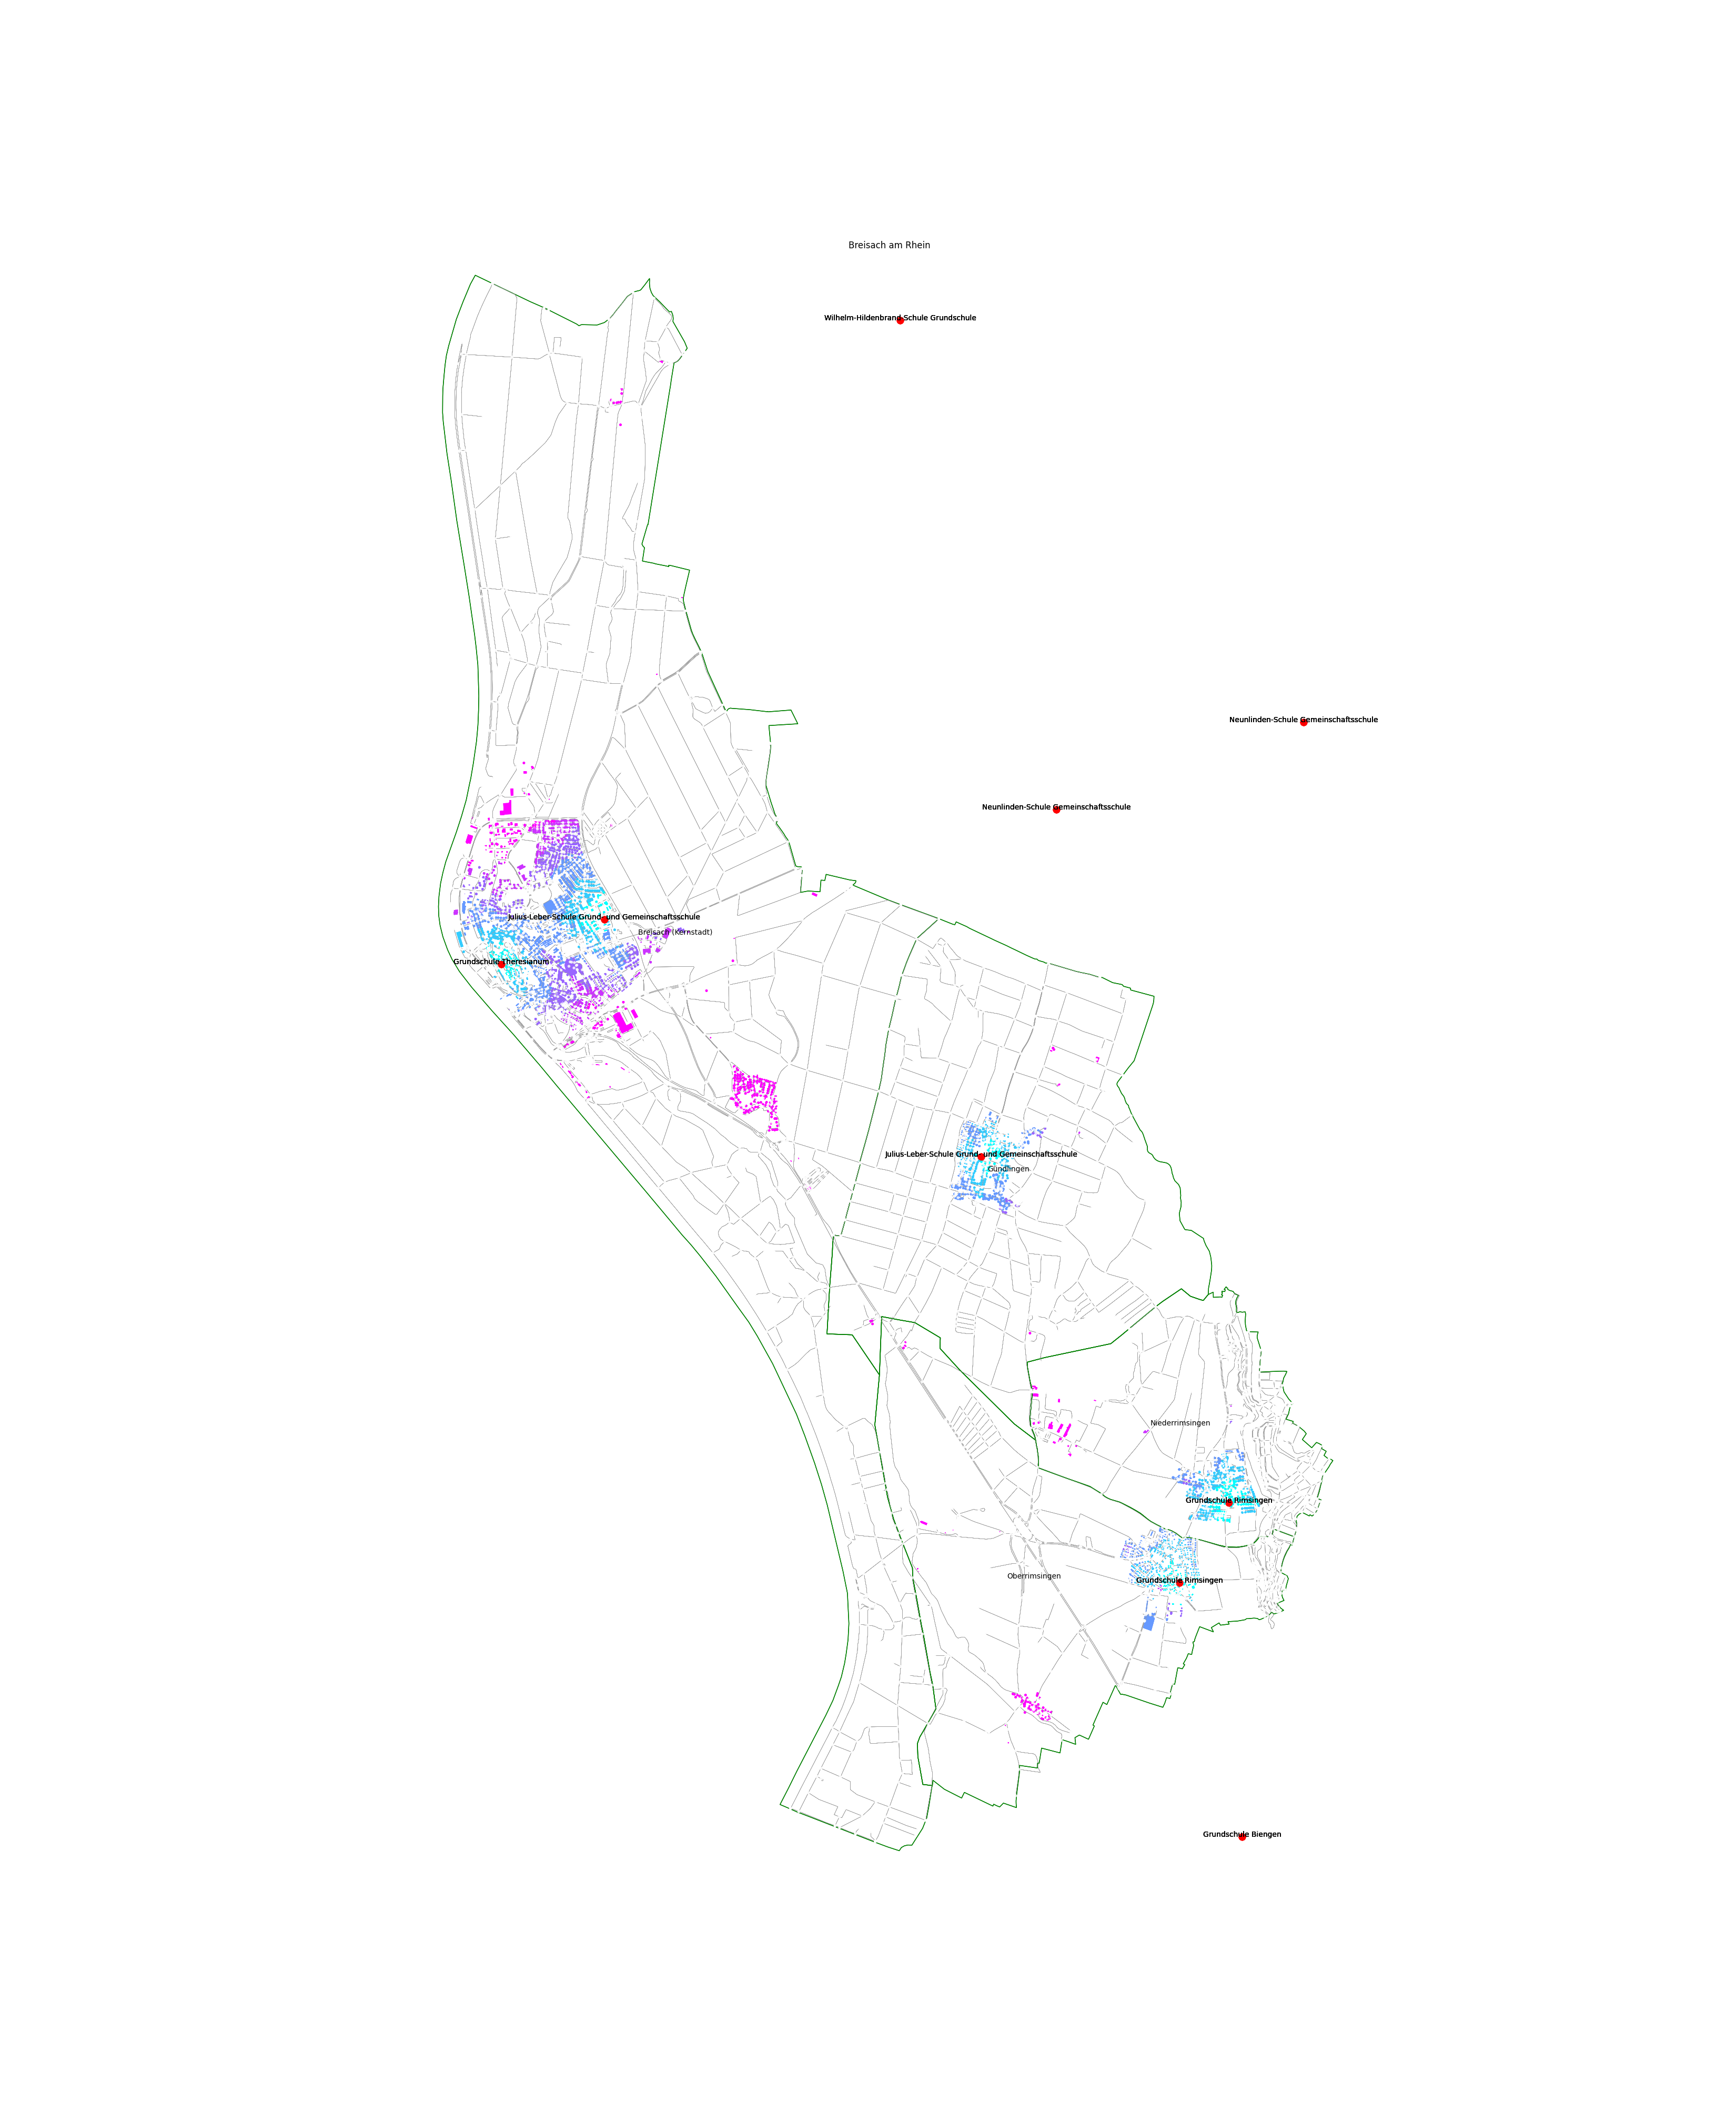 Breisach am Rhein
Wilhelm-Hildenbrand-Schule Grundschule
Neunlinden-Schule Gemeinschaftsschule
Neunlinden-Schule Gemeinschaftsschule
Julius-Leber-Schule Grund- und Gemeinschaftsschule
Breisach (Kernstadt)
Grundschule Theresianum
Julius-Leber-Schule Grund- und Gemeinschaftsschule
Gündlingen
Niederrimsingen
Grundschule Rimsingen
Oberrimsingen
Grundschule Rimsingen
Grundschule Biengen